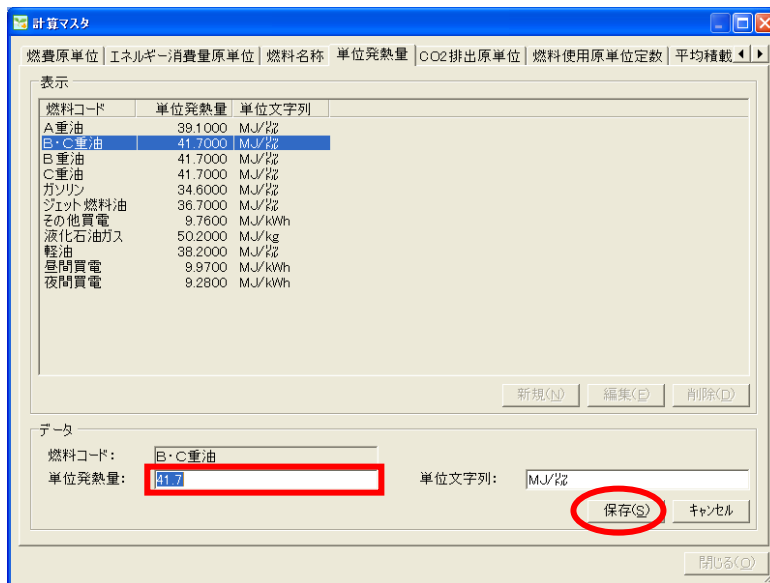 計算マスタ
燃費原単位 エネルギー消費量原単位 燃料名称 単位発熱量 CO2排出原単位 燃料使用原単位定数 平均積載
表示
燃料コード 単位発熱量 単位文字列
A重油 39.1000 MJ/㍑
B・C重油 41.7000 MJ/㍑
B重油 41.7000 MJ/㍑
C重油 41.7000 MJ/㍑
ガソリン 34.6000 MJ/㍑
ジェット燃料油 36.7000 MJ/㍑
その他買電 9.7600 MJ/kWh
液化石油ガス 50.2000 MJ/kg
軽油 38.2000 MJ/㍑
昼間買電 9.9700 MJ/kWh
夜間買電 9.2800 MJ/kWh
新規(N) 編集(E) 削除(D)
データ
燃料コード: B・C重油
単位発熱量: 41.7 単位文字列: MJ/㍑
保存(S) キャンセル
閉じる(O)